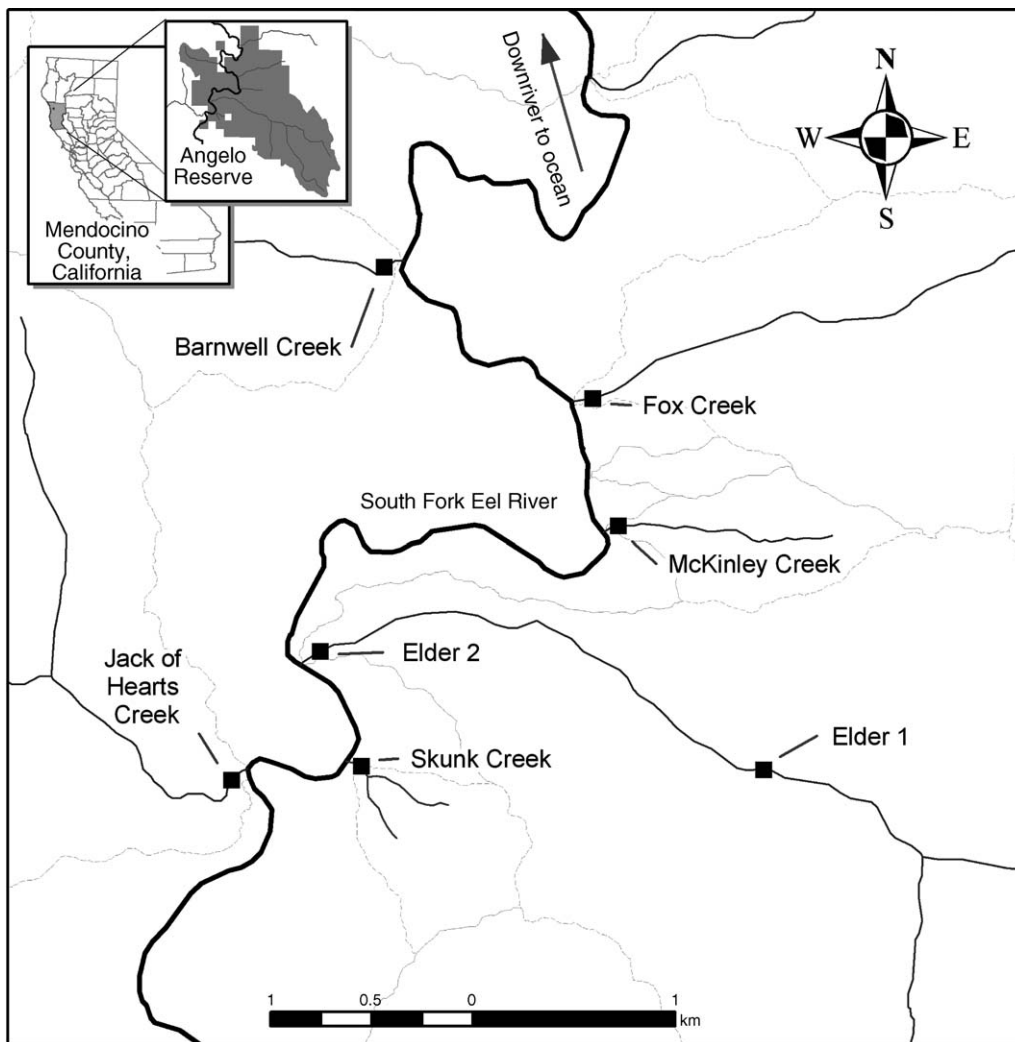 Angelo
Reserve
Mendocino
County,
California
Downriver to ocean
N
W
E
S
Barnwell Creek
Fox Creek
South Fork Eel River
McKinley Creek
Jack of
Hearts
Creek
Elder 2
Elder 1
Skunk Creek
1 0.5 0 1
km